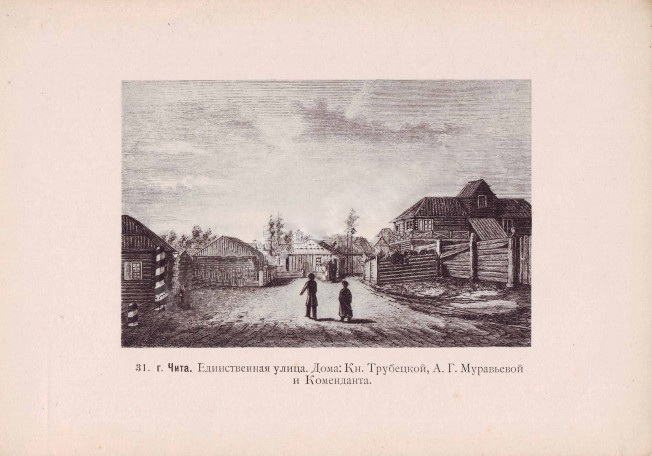 31. г. Чита. Единственная улица. Дома: Кн. Трубецкой, А. Г. Муравьевой
и Коменданта.